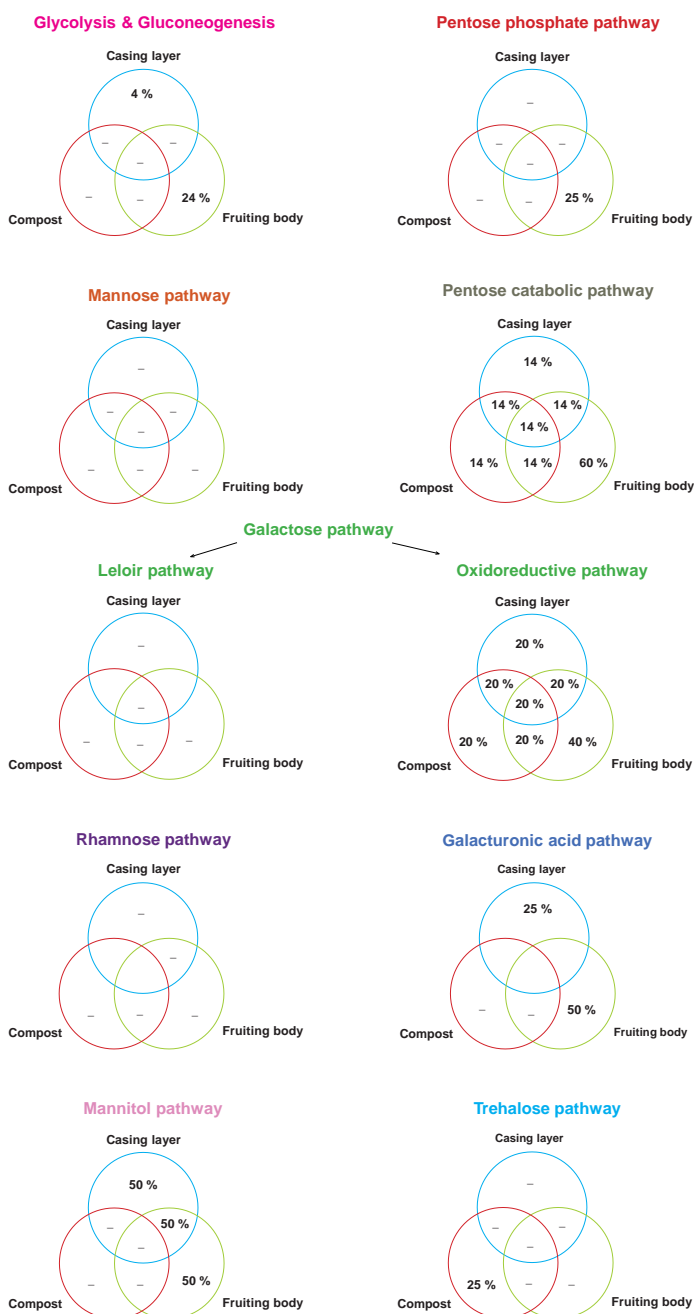 Glycolysis & Gluconeogenesis
Casing layer
4 %
–
–
–
–
–
24 %
Compost
Fruiting body
Pentose phosphate pathway
Casing layer
–
–
–
–
–
–
25 %
Compost
Fruiting body
Mannose pathway
Casing layer
–
–
–
–
–
–
–
Compost
Fruiting body
Pentose catabolic pathway
Casing layer
14 %
14 %
14 %
14 %
14 %
14 %
60 %
Compost
Fruiting body
Galactose pathway
Leloir pathway
Casing layer
–
–
–
–
–
Compost
Fruiting body
Oxidoreductive pathway
Casing layer
20 %
20 %
20 %
20 %
20 %
20 %
40 %
Compost
Fruiting body
Rhamnose pathway
Casing layer
–
–
–
–
–
Compost
Fruiting body
Galacturonic acid pathway
Casing layer
25 %
–
–
50 %
Compost
Fruiting body
Mannitol pathway
Casing layer
50 %
–
50 %
–
–
–
50 %
Compost
Fruiting body
Trehalose pathway
Casing layer
–
–
–
–
25 %
–
–
Compost
Fruiting body